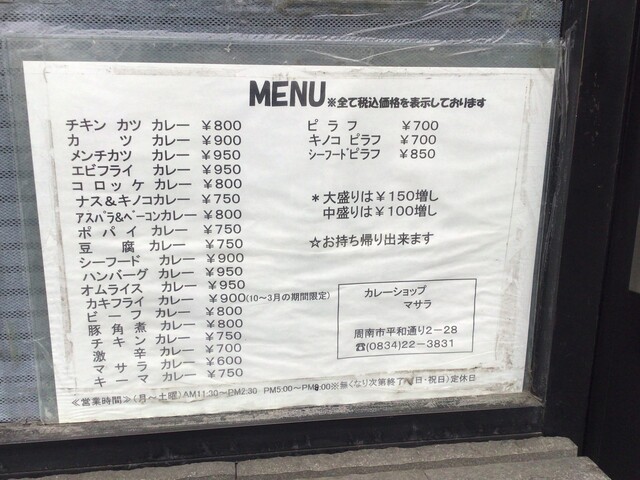 MENU ※全て税込価格を表示しております
チキン カツ カレー ￥800
カ ツ カレー ￥900
メンチカツ カレー ￥950
エビフライ カレー ￥950
コ ロ ッ ケ カレー ￥800
ナス＆キノコカレー ￥750
アスパラ&ベーコンカレー ￥800
ポ パ イ カレー ￥750
豆 腐 カレー ￥750
シーフード カレー ￥900
ハンバーグ カレー ￥950
オムライス カレー ￥950
カキフライ カレー ￥900(10～3月の期間限定)
ビ ー フ カレー ￥800
豚 角 煮 カレー ￥800
チ キ ン カレー ￥750
激 辛 カレー ￥700
マ サ ラ カレー ￥600
キ ー マ カレー ￥750
ピ ラ フ ￥700
キノコ ピラフ ￥700
シーフードピラフ ￥850
＊大盛りは￥150増し
中盛りは￥100増し
☆お持ち帰り出来ます
カレーショップ
マサラ
周南市平和通り2－28
☎(0834)22－3831
≪営業時間≫(月～土曜)AM11:30～PM2:30 PM5:00～PM8:00※無くなり次第終了 日・祝日)定休日